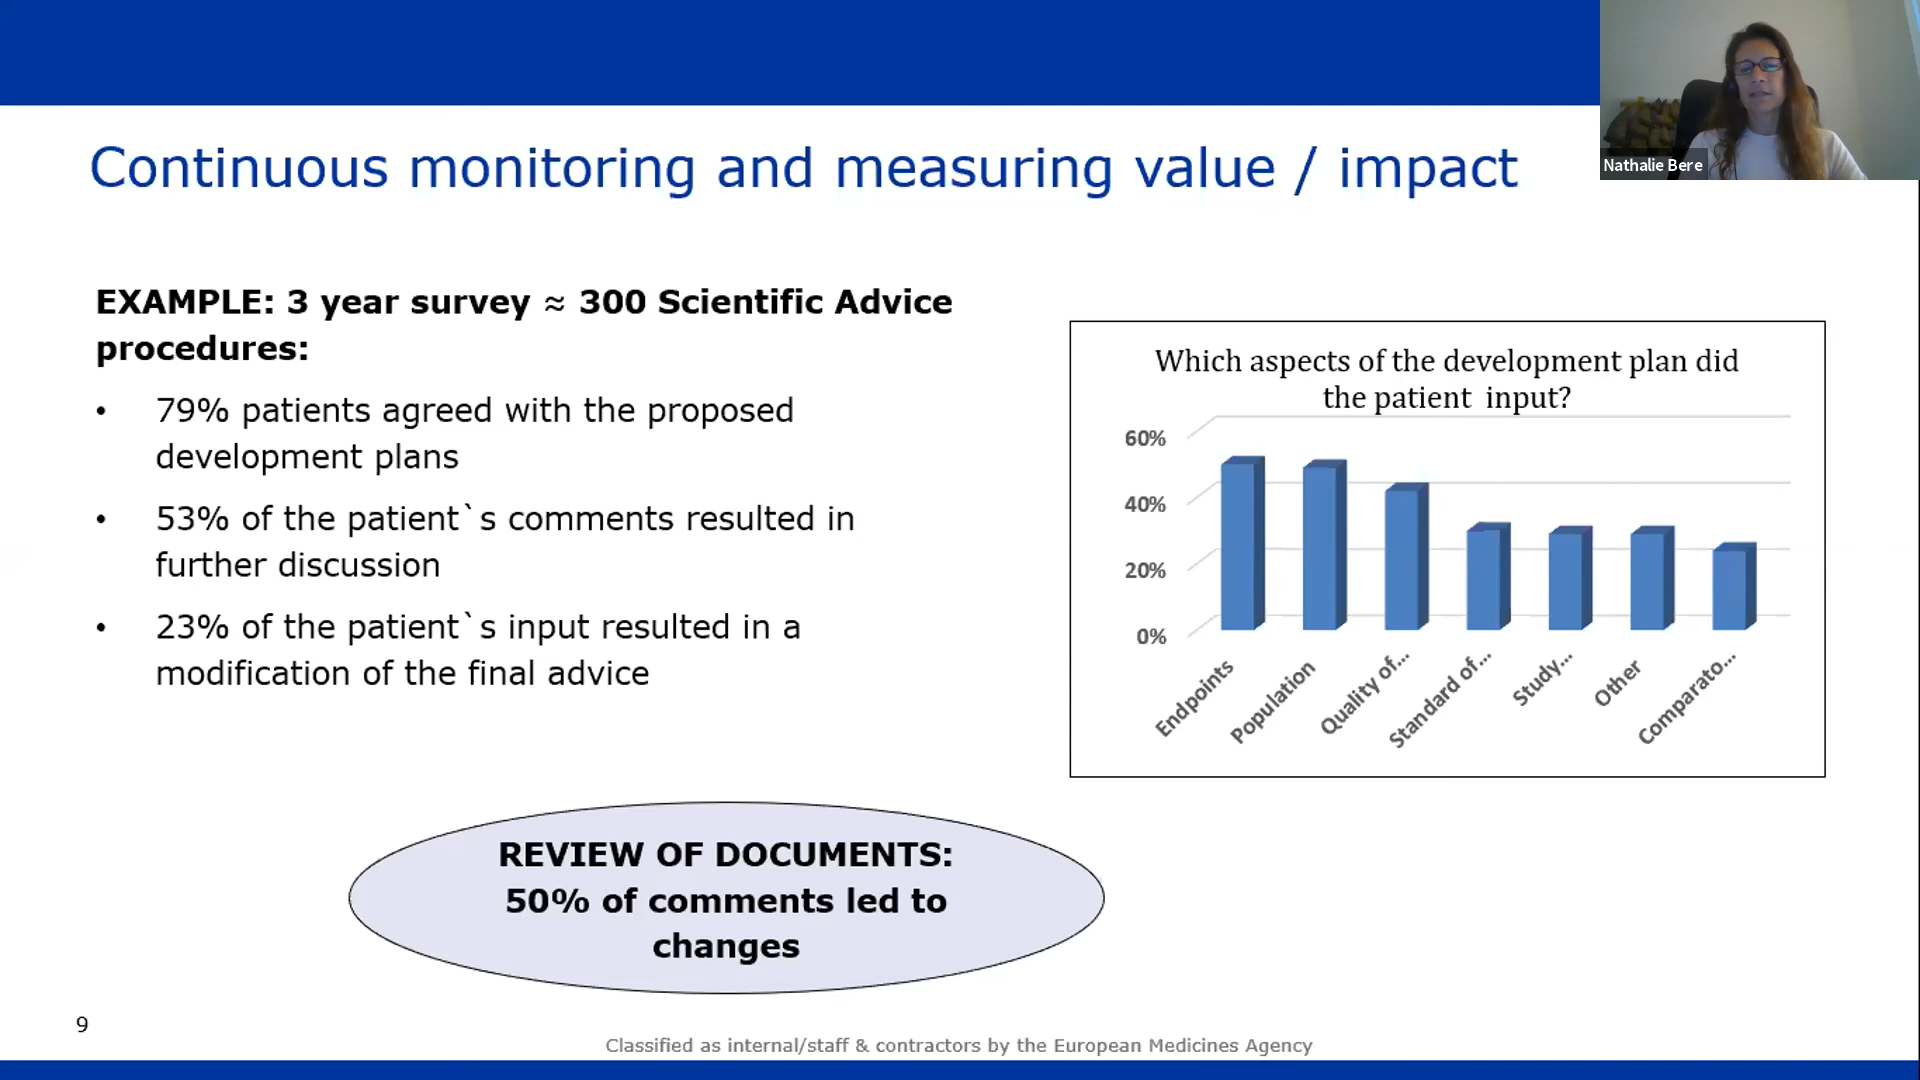 Nathalie Bere
Continuous monitoring and measuring value / impact
EXAMPLE: 3 year survey ≈ 300 Scientific Advice
procedures:
• 79% patients agreed with the proposed
development plans
• 53% of the patient`s comments resulted in
further discussion
• 23% of the patient`s input resulted in a
modification of the final advice
Which aspects of the development plan did
the patient input?
60%
40%
20%
0%
Endpoints
Population
Quality of...
Standard of...
Study...
Other
Comparato...
REVIEW OF DOCUMENTS:
50% of comments led to
changes
9
Classified as internal/staff & contractors by the European Medicines Agency